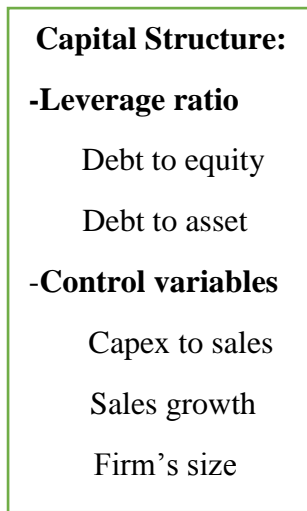 Capital Structure:
-Leverage ratio
Debt to equity
Debt to asset
-Control variables
Capex to sales
Sales growth
Firm’s size